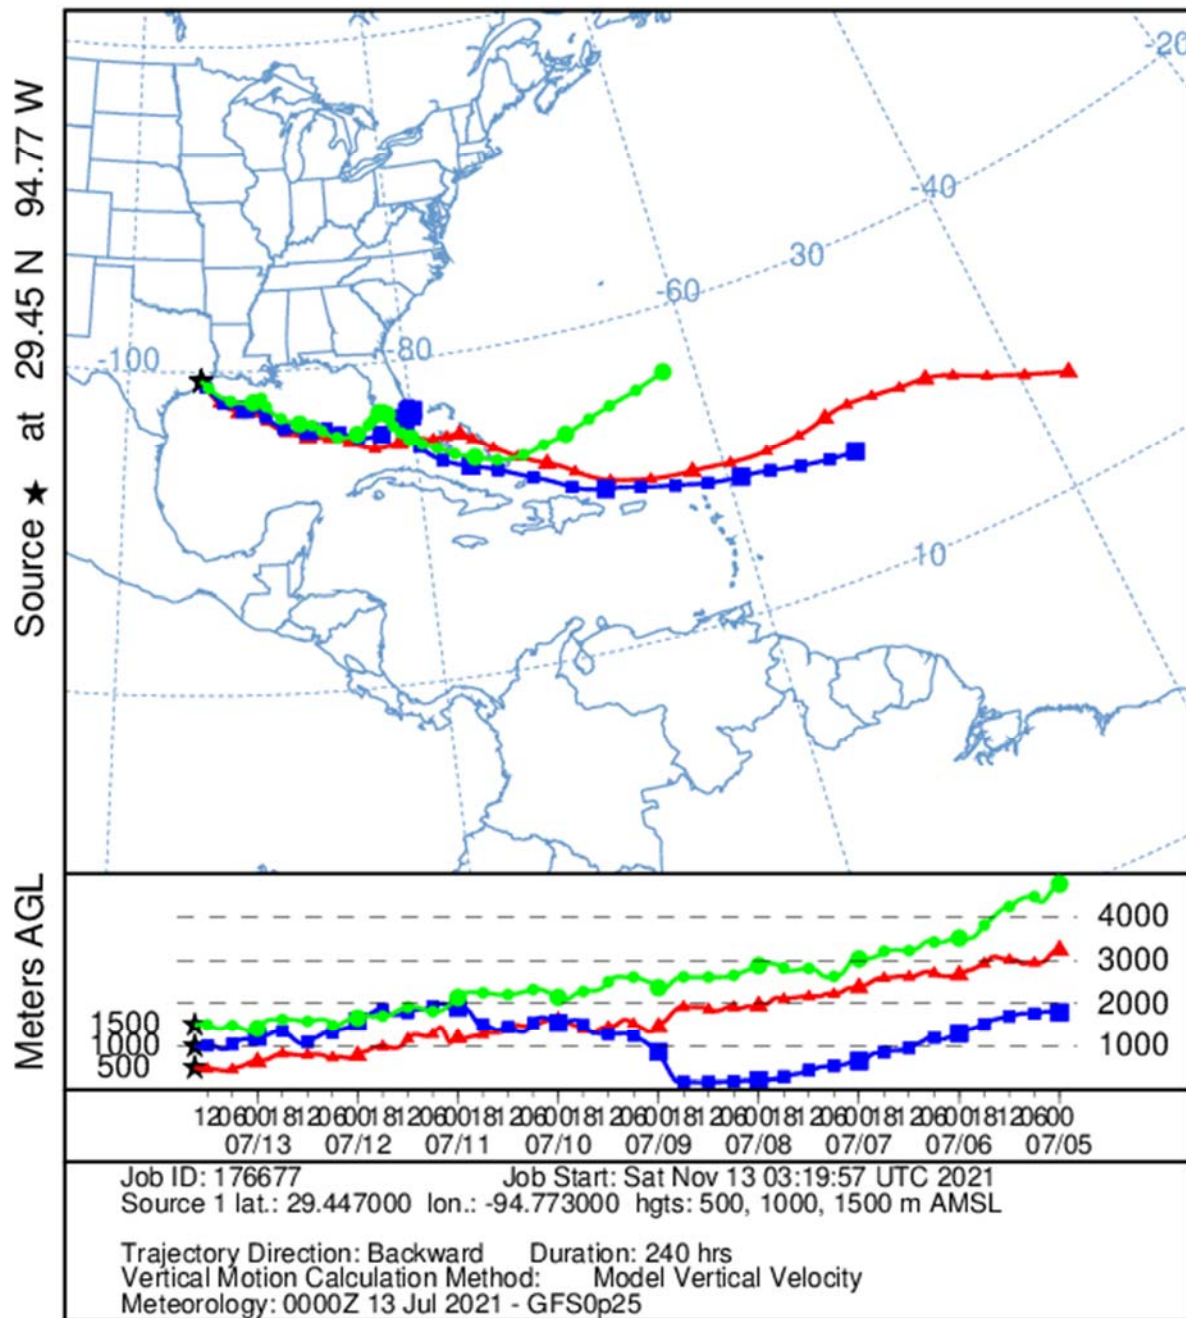 Source ★ at 29.45 N 94.77 W
-20
-40
30
-60
-80
-100
10
Meters AGL
4000
3000
2000
1000
1500
1000
500
07/13 07/12 07/11 07/10 07/09 07/08 07/07 07/06 07/05
Job ID: 176677 Job Start: Sat Nov 13 03:19:57 UTC 2021
Source 1 lat.: 29.447000 lon.: -94.773000 hgts: 500, 1000, 1500 m AMSL
Trajectory Direction: Backward Duration: 240 hrs
Vertical Motion Calculation Method: Model Vertical Velocity
Meteorology: 0000Z 13 Jul 2021 - GFS0p25